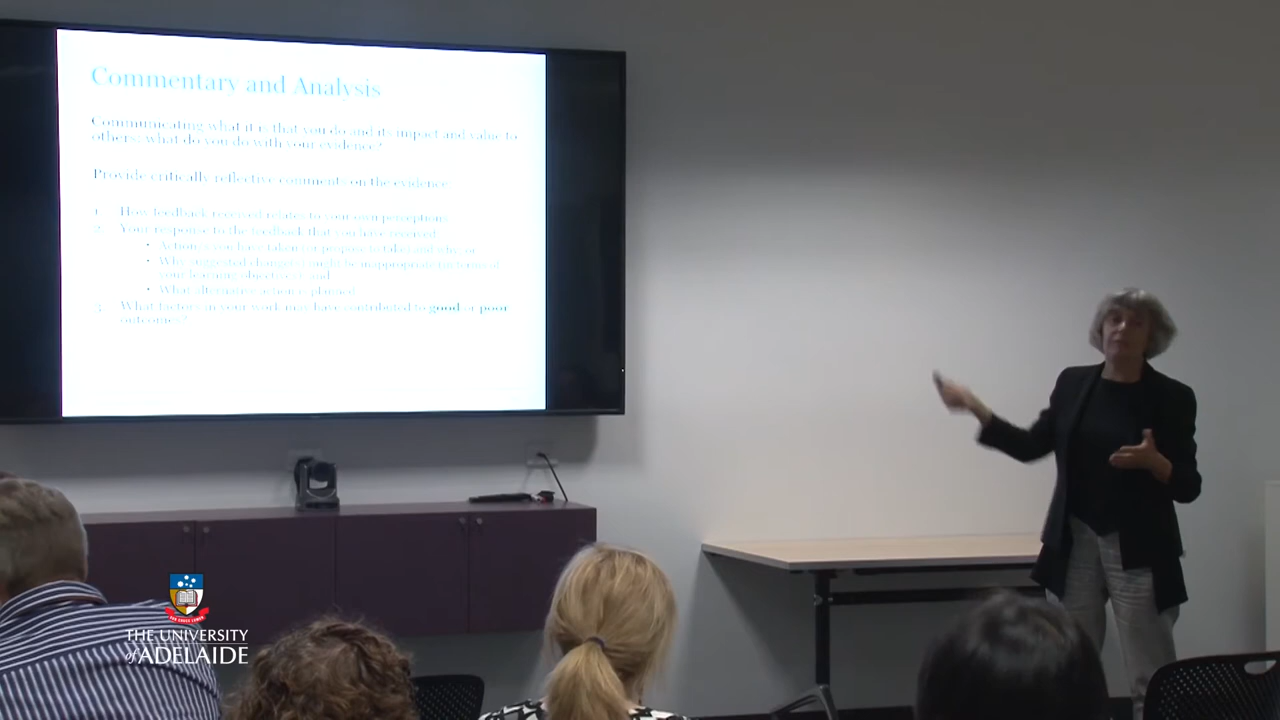 Commentary and Analysis
Communicating what it is that you do and its impact and value to
others: what do you do with your evidence?
Provide critically reflective comments on the evidence
1. How feedback received relates to your own perceptions
2. Your response to the feedback that you have received
• Actions you have taken or propose to take and why or
• Why suggested changes might be inappropriate in terms of
your learning objectives and
• What alternative action is planned
3. What factors in your work may have contributed to good or poor
outcomes?
THE UNIVERSITY
of ADELAIDE